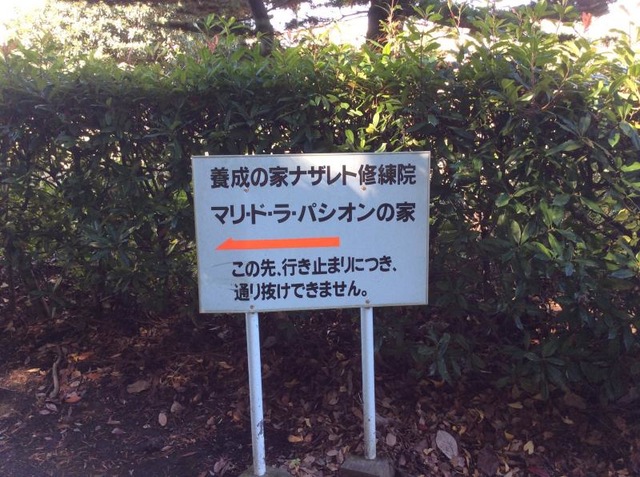 養成の家ナザレト修練院
マリ・ド・ラ・パシオンの家
この先、行き止まりにつき、
通り抜けできません。